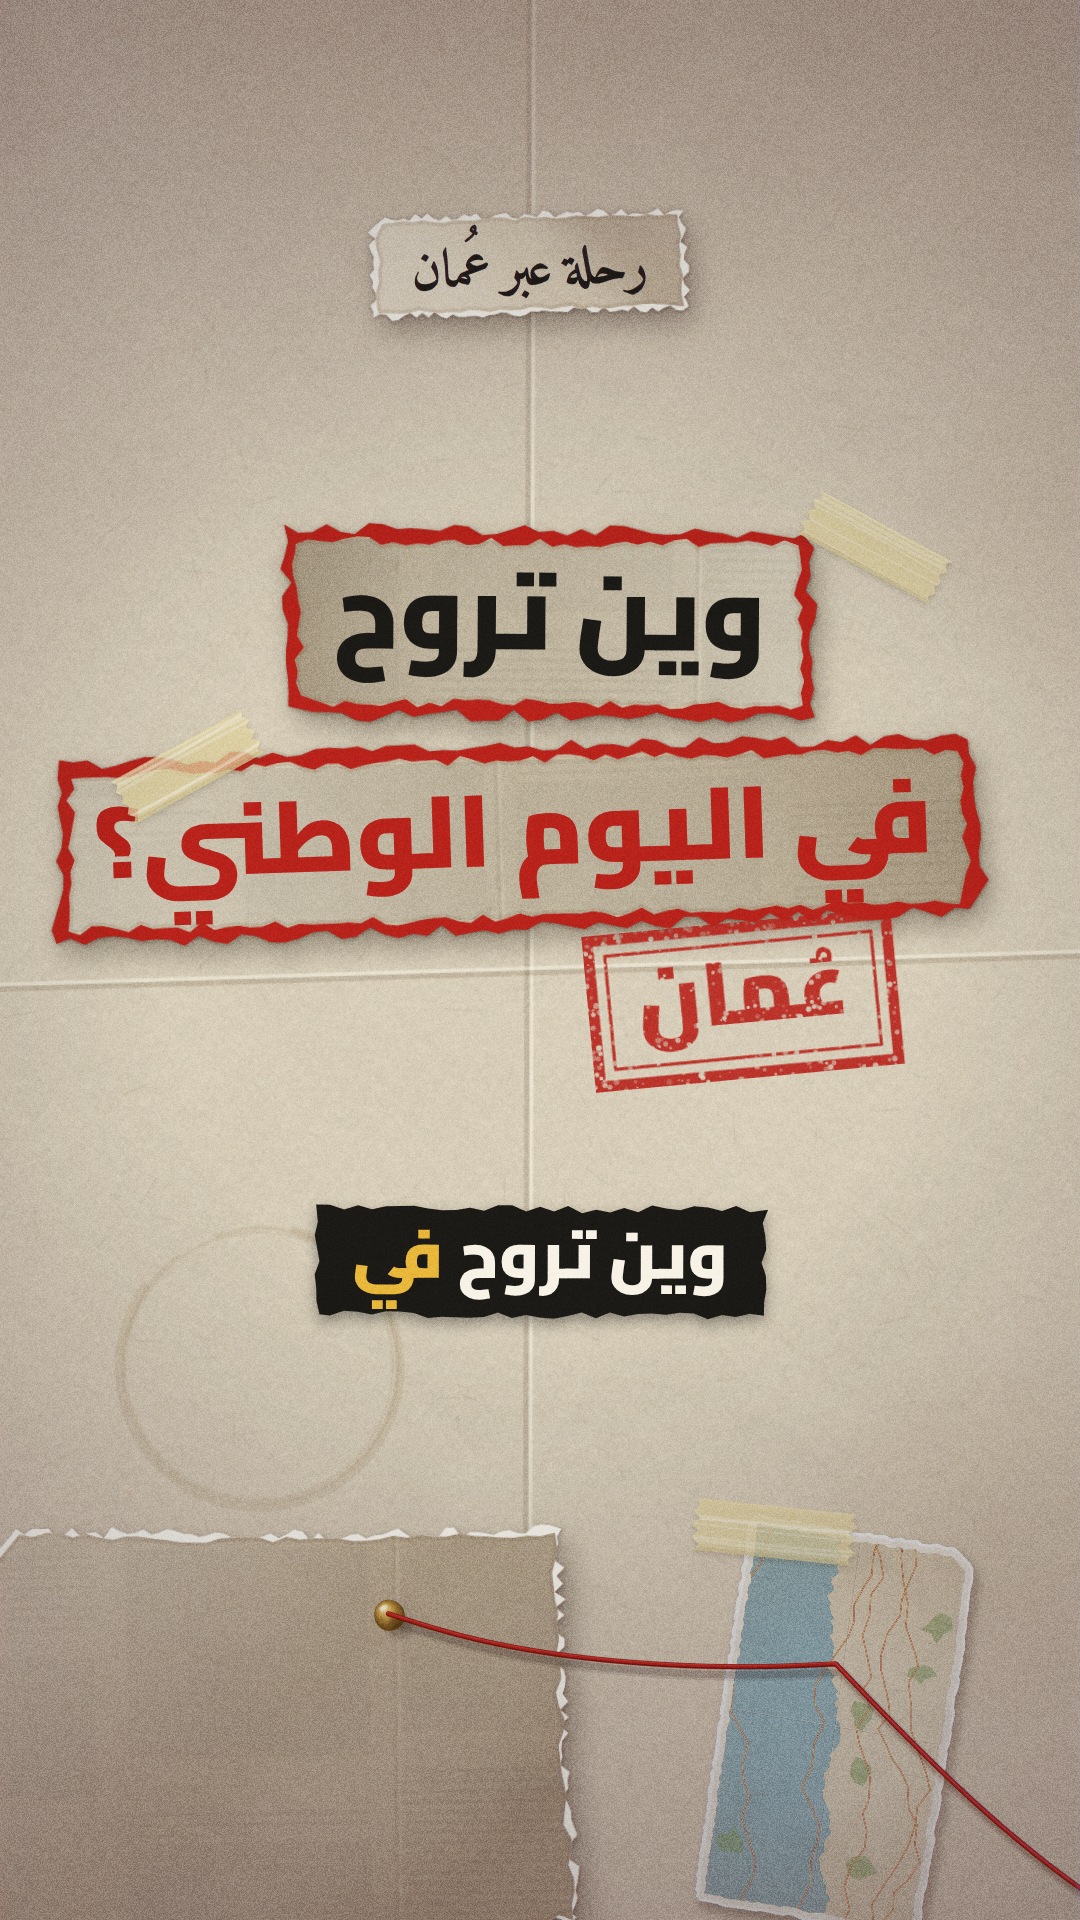 رحلة عبر عُمان
وين تروح
في اليوم الوطني؟
عُمان
وين تروح في